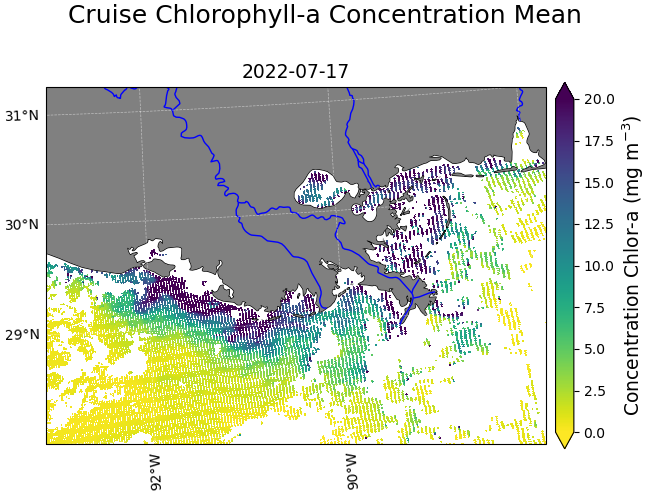 Cruise Chlorophyll-a Concentration Mean
2022-07-17
31°N
30°N
29°N
92°W
90°W
20.0
17.5
15.0
12.5
10.0
7.5
5.0
2.5
0.0
Concentration Chlor-a (mg m⁻³)